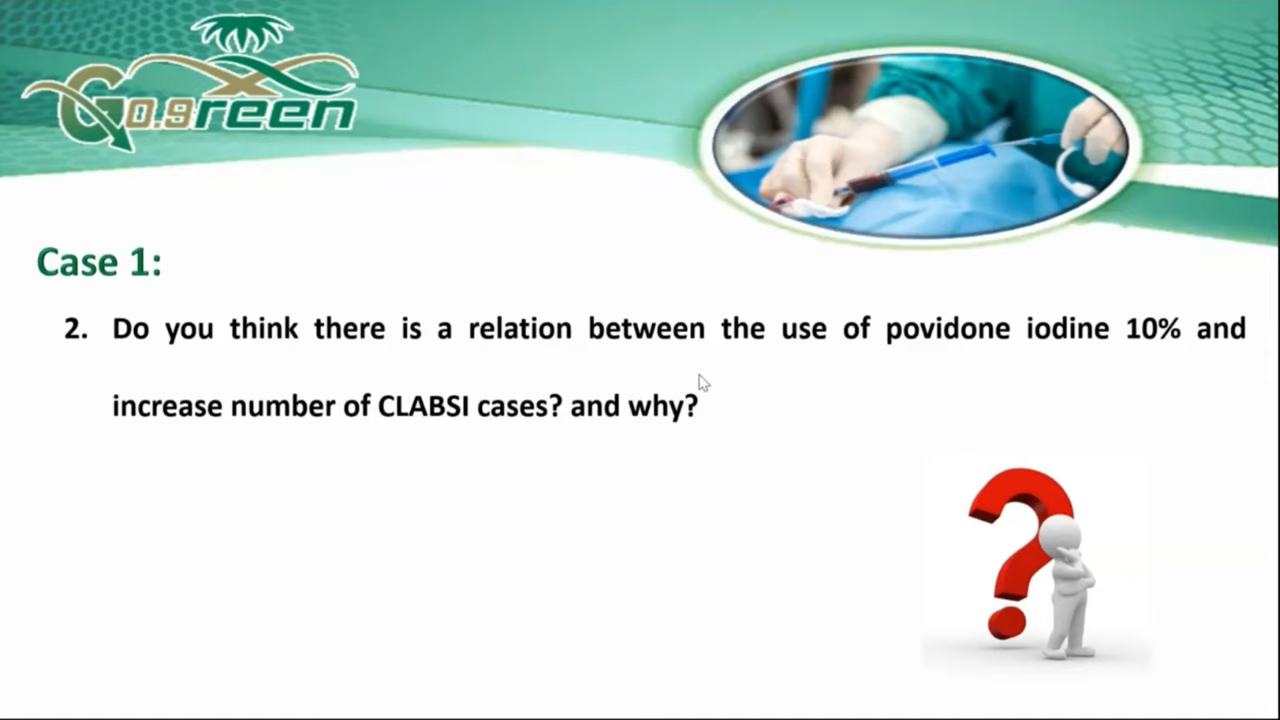 Go.green
Case 1:
2. Do you think there is a relation between the use of povidone iodine 10% and
increase number of CLABSI cases? and why?